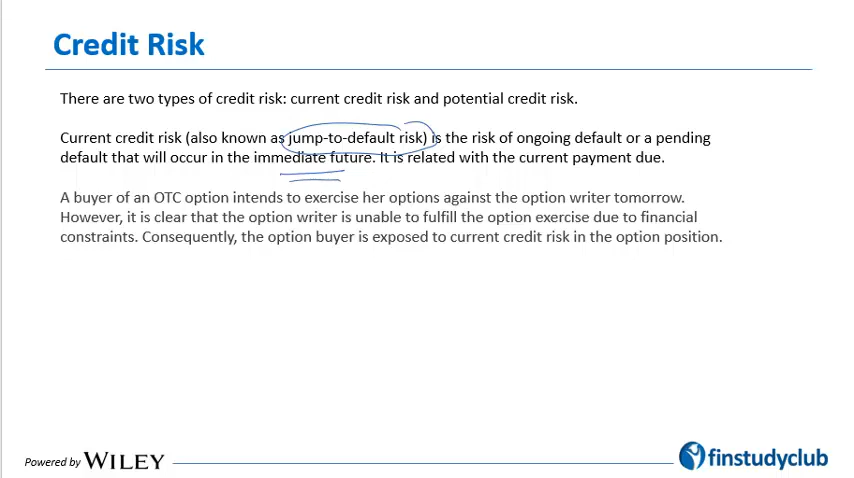 Credit Risk
There are two types of credit risk: current credit risk and potential credit risk.
Current credit risk (also known as jump-to-default risk) is the risk of ongoing default or a pending
default that will occur in the immediate future. It is related with the current payment due.
A buyer of an OTC option intends to exercise her options against the option writer tomorrow.
However, it is clear that the option writer is unable to fulfill the option exercise due to financial
constraints. Consequently, the option buyer is exposed to current credit risk in the option position.
Powered by WILEY
finstudyclub